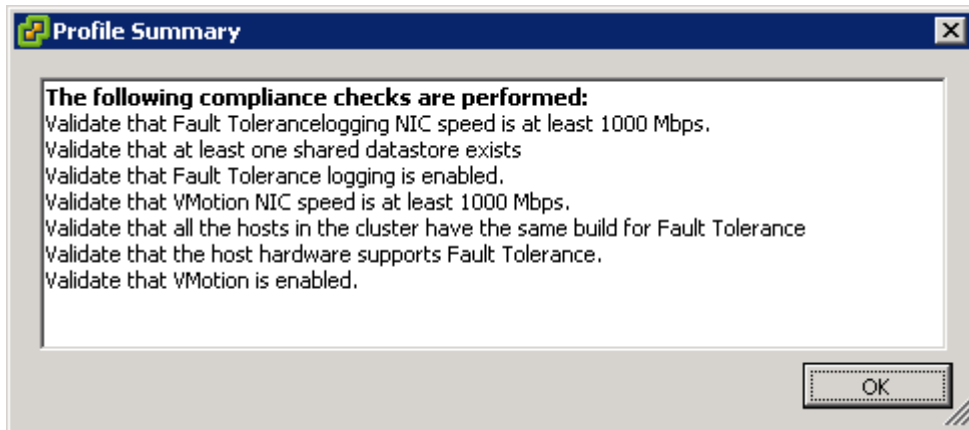 Profile Summary
The following compliance checks are performed:
Validate that Fault Tolerancelogging NIC speed is at least 1000 Mbps.
Validate that at least one shared datastore exists
Validate that Fault Tolerance logging is enabled.
Validate that VMotion NIC speed is at least 1000 Mbps.
Validate that all the hosts in the cluster have the same build for Fault Tolerance
Validate that the host hardware supports Fault Tolerance.
Validate that VMotion is enabled.
OK